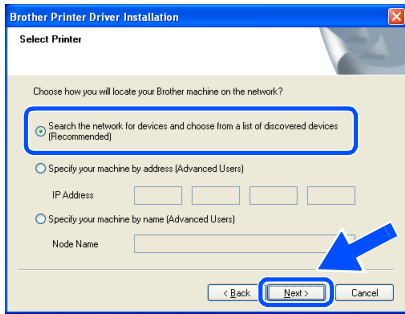 Brother Printer Driver Installation
Select Printer
Choose how you will locate your Brother machine on the network?
Search the network for devices and choose from a list of discovered devices
(Recommended)
Specify your machine by address (Advanced Users)
IP Address
Specify your machine by name (Advanced Users)
Node Name
< Back Next > Cancel